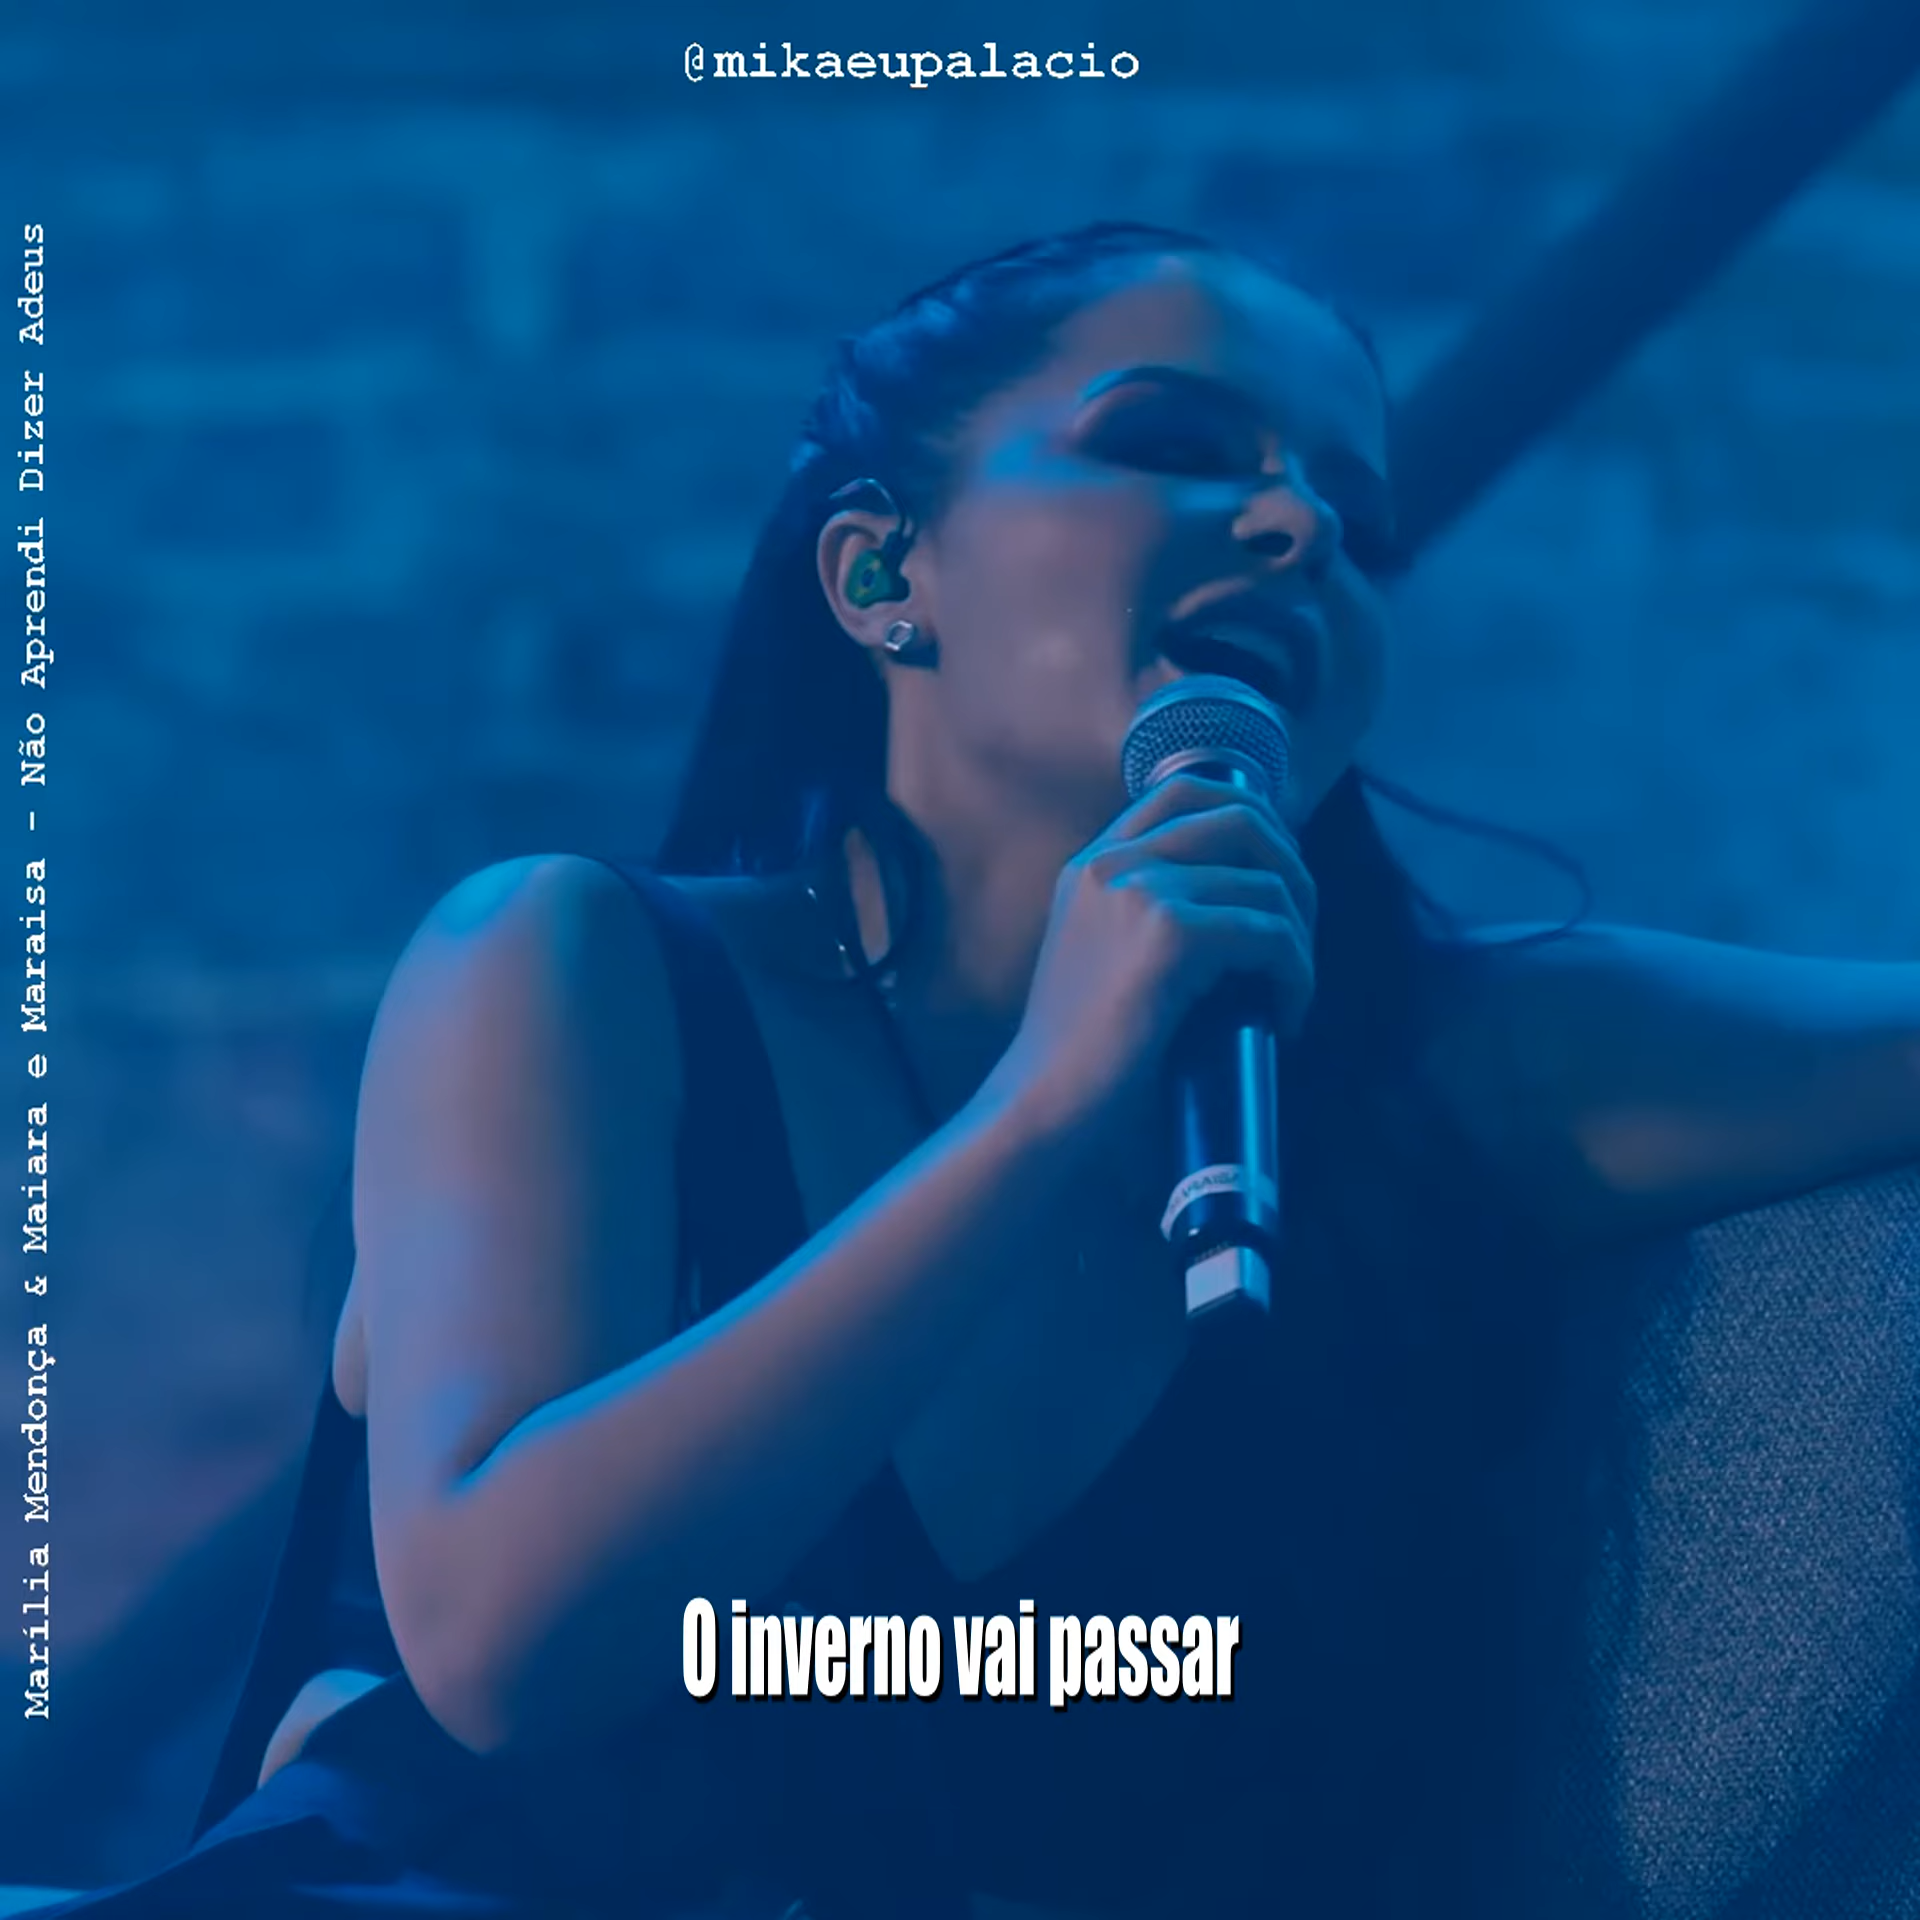 @mikaeupalacio
Marília Mendonça & Maiara e Maraisa - Não Aprendi Dizer Adeus
O inverno vai passar